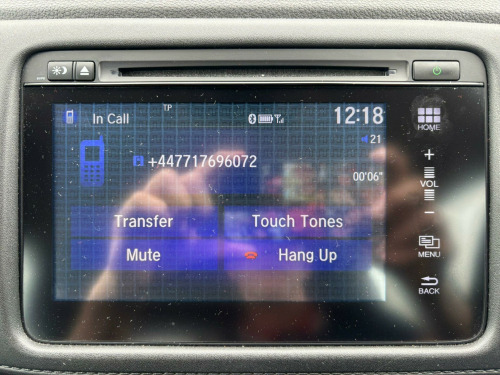 TP
In Call
12:18
HOME
21
+447717696072
00'06"
+
VOL
-
Transfer
Touch Tones
Mute
Hang Up
MENU
BACK